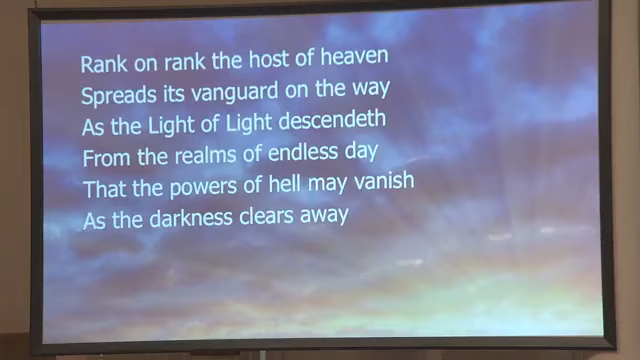 Rank on rank the host of heaven
Spreads its vanguard on the way
As the Light of Light descendeth
From the realms of endless day
That the powers of hell may vanish
As the darkness clears away